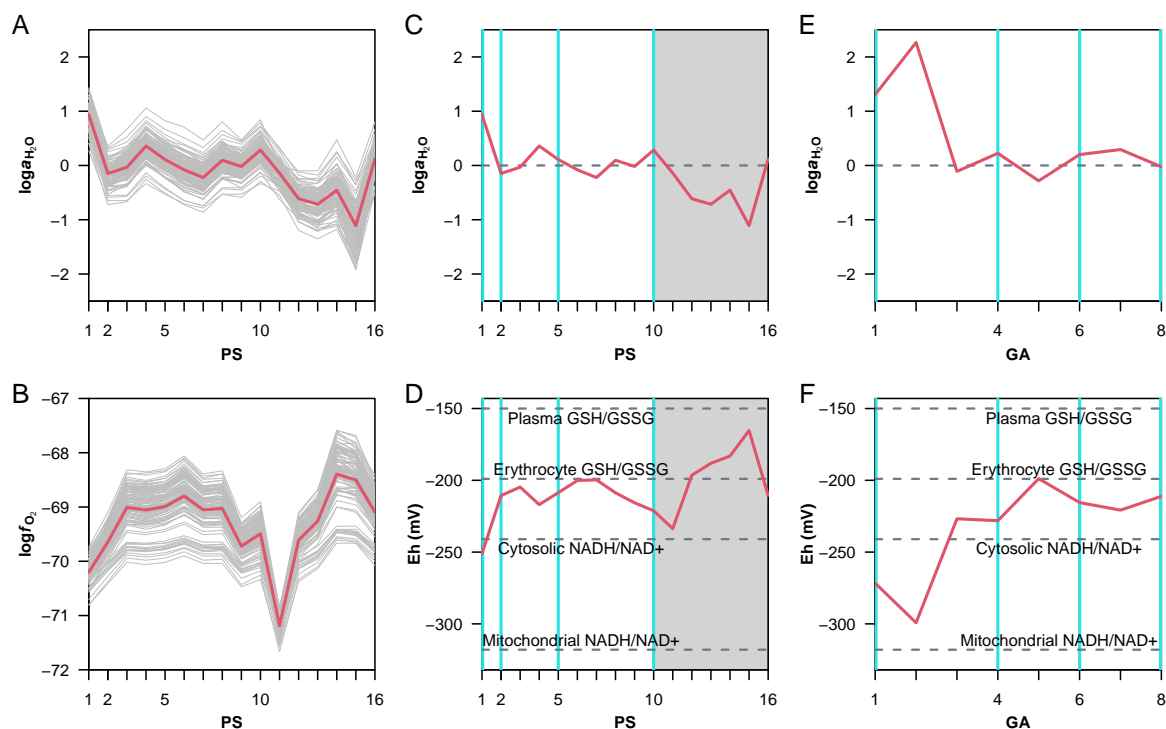 A
2
1
0
−1
−2
logaH₂O
1 2 5 10 16
PS
C
2
1
0
−1
−2
logaH₂O
1 2 5 10 16
PS
E
2
1
0
−1
−2
logaH₂O
1 4 6 8
GA
B
−67
−68
−69
−70
−71
−72
logfO₂
1 2 5 10 16
PS
D
−150
−200
−250
−300
Eh (mV)
Plasma GSH/GSSG
Erythrocyte GSH/GSSG
Cytosolic NADH/NAD+
Mitochondrial NADH/NAD+
1 2 5 10 16
PS
F
−150
−200
−250
−300
Eh (mV)
Plasma GSH/GSSG
Erythrocyte GSH/GSSG
Cytosolic NADH/NAD+
Mitochondrial NADH/NAD+
1 4 6 8
GA